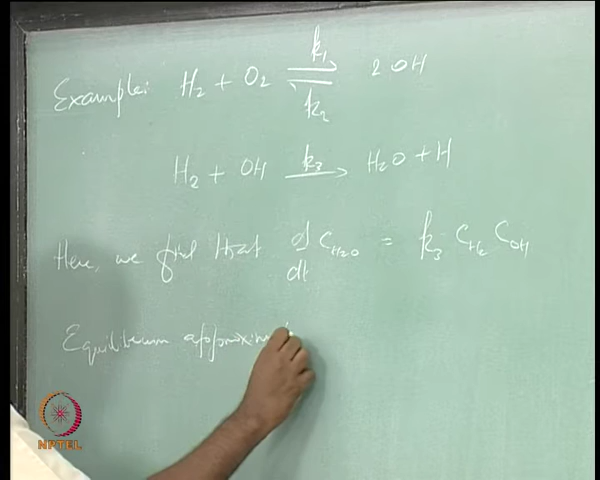 Example: H₂ + O₂ ⇌ 2 OH
k₁
k₂
H₂ + OH → H₂O + H
k₃
Here, we find that d/dt C_H₂O = k₃ C_H₂ C_OH
Equilibrium approxim
NPTEL